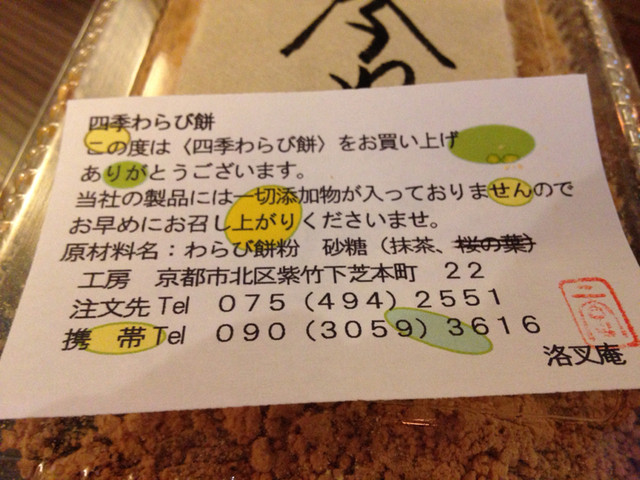 四季わらび餅
この度は〈四季わらび餅〉をお買い上げ
ありがとうございます。
当社の製品には一切添加物が入っておりませんので
お早めにお召し上がりくださいませ。
原材料名：わらび餅粉　砂糖（抹茶、桜の葉）
工房　京都市北区紫竹下芝本町　２２
注文先Tel　０７５（４９４）２５５１
携　帯Tel　０９０（３０５９）３６１６
洛叉庵